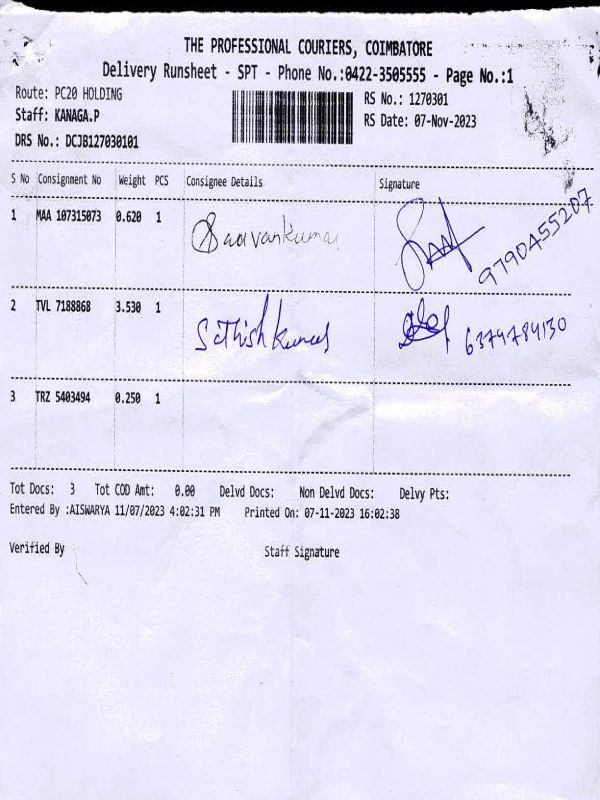 THE PROFESSIONAL COURIERS, COIMBATORE
Delivery Runsheet - SPT - Phone No.:0422-3505555 - Page No.:1
Route: PC20 HOLDING
RS No.: 1270301
Staff: KANAGA.P
RS Date: 07-Nov-2023
DRS No.: DCJB127030101
S No Consignment No Weight PCS Consignee Details Signature
1 MAA 107315073 0.620 1 Saravankumar 9790455207
2 TVL 7188868 3.530 1 Sathish kumar 6374784130
3 TRZ 5403494 0.250 1
Tot Docs: 3 Tot COD Amt: 0.00 Delvd Docs: Non Delvd Docs: Delvy Pts:
Entered By :AISWARYA 11/07/2023 4:02:31 PM Printed On: 07-11-2023 16:02:38
Verified By Staff Signature